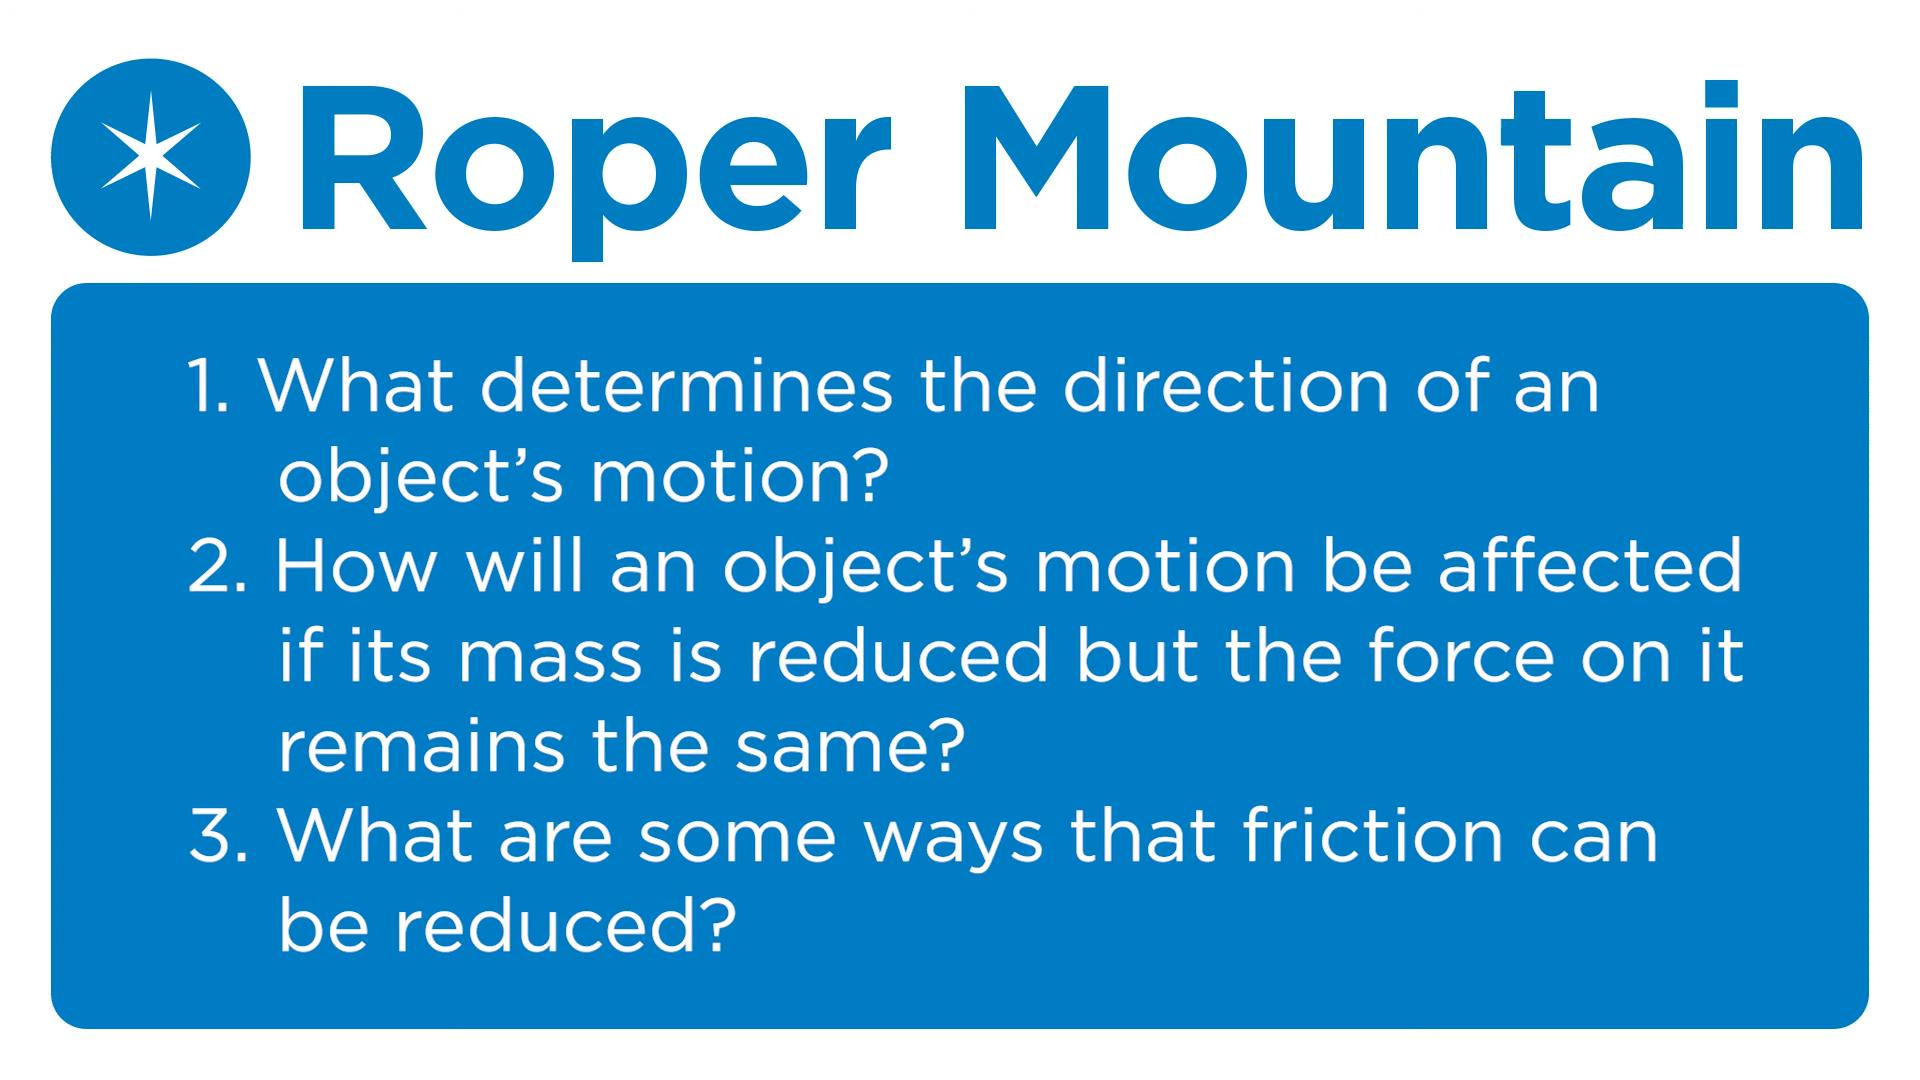 Roper Mountain
1. What determines the direction of an
object’s motion?
2. How will an object’s motion be affected
if its mass is reduced but the force on it
remains the same?
3. What are some ways that friction can
be reduced?